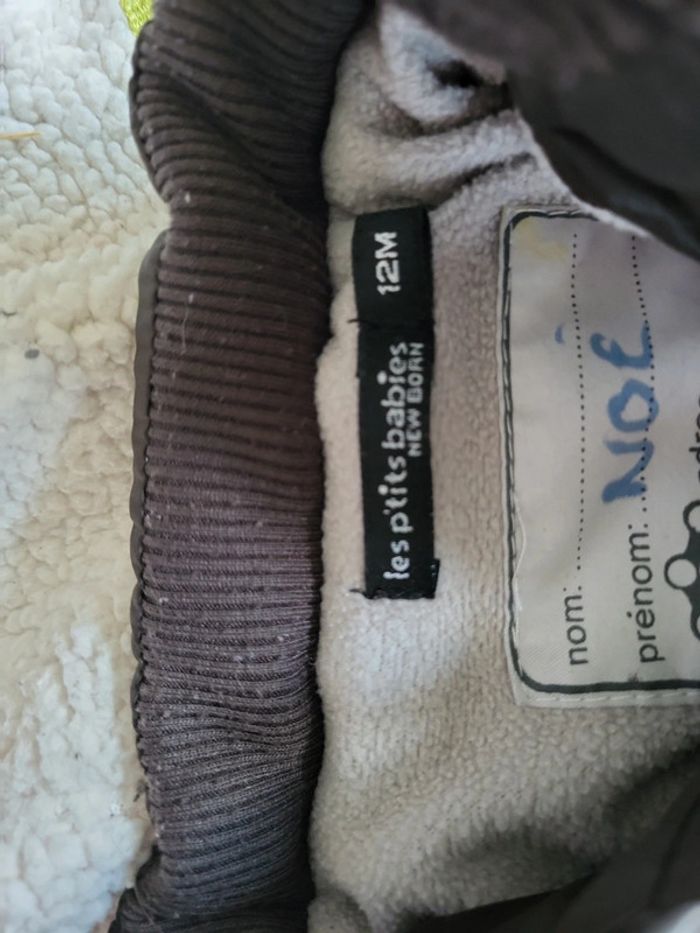 les p'tits babies
NEW BORN
12M
nom:
prénom: NOÉ